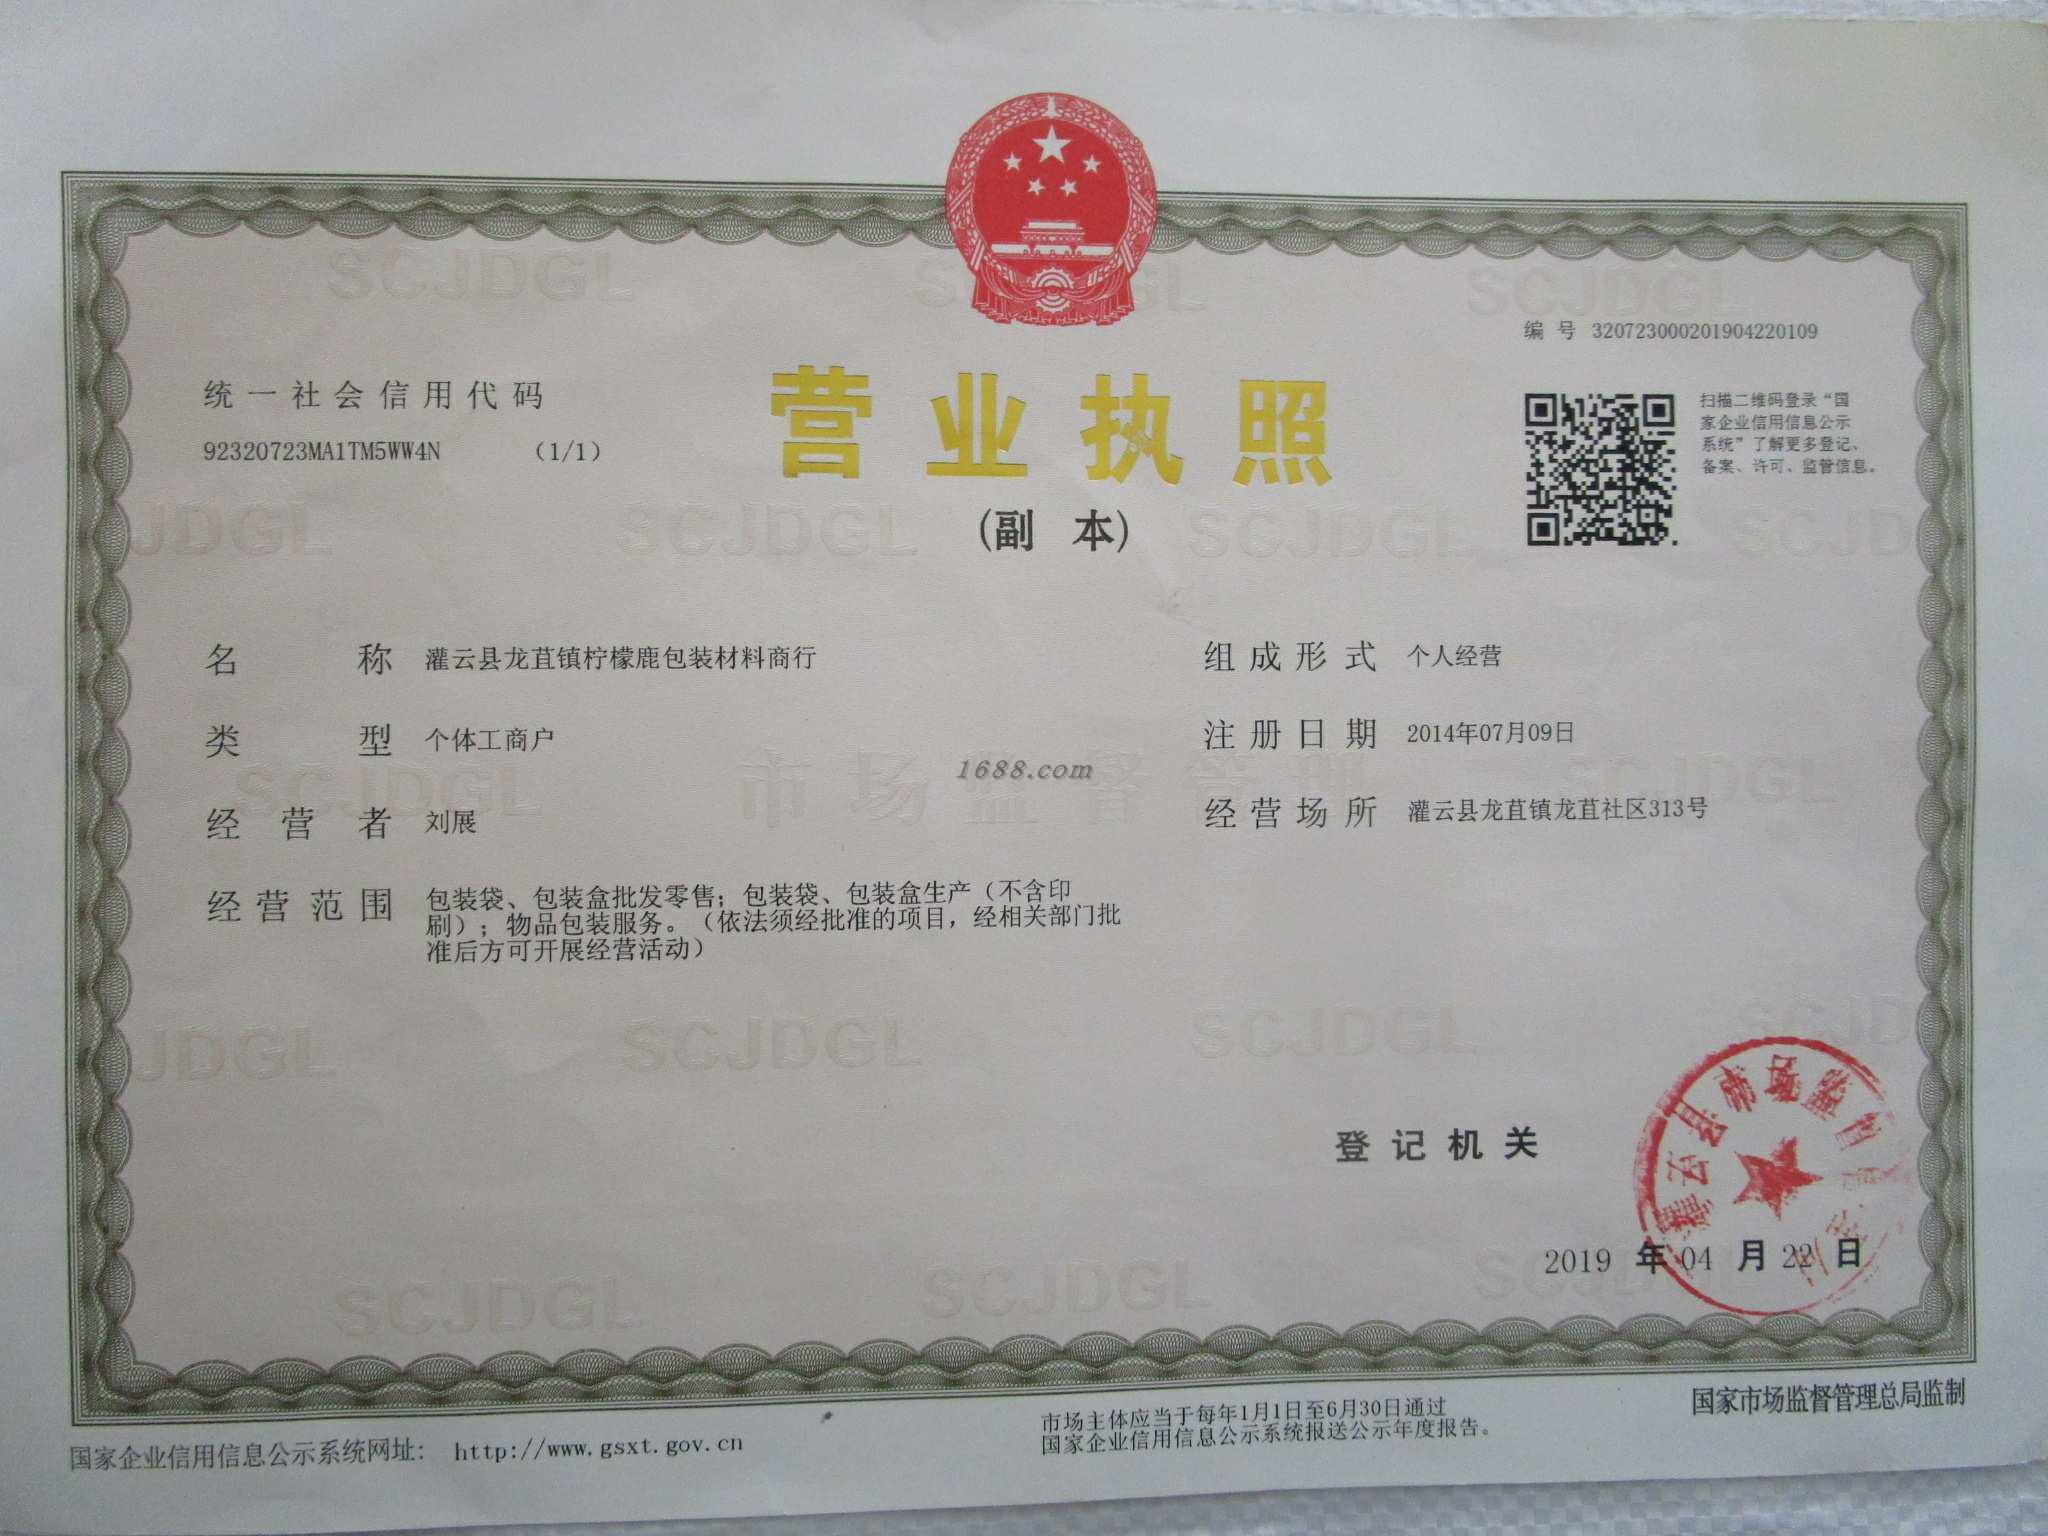 编号 320723000201904220109
统一社会信用代码
92320723MA1TM5WW4N (1/1)
营业执照
(副本)
扫描二维码登录“国
家企业信用信息公示
系统”了解更多登记、
备案、许可、监管信息。
名称 灌云县龙苴镇柠檬鹿包装材料商行
类型 个体工商户
经营者 刘展
经营范围 包装袋、包装盒批发零售；包装袋、包装盒生产（不含印
刷）；物品包装服务。（依法须经批准的项目，经相关部门批
准后方可开展经营活动）
组成形式 个人经营
注册日期 2014年07月09日
经营场所 灌云县龙苴镇龙苴社区313号
1688.com
SCJDGL
市场监督管理
登记机关
灌云县市场监督
2019 年 04 月 22 日
国家企业信用信息公示系统网址： http://www.gsxt.gov.cn
市场主体应当于每年1月1日至6月30日通过
国家企业信用信息公示系统报送公示年度报告。
国家市场监督管理总局监制